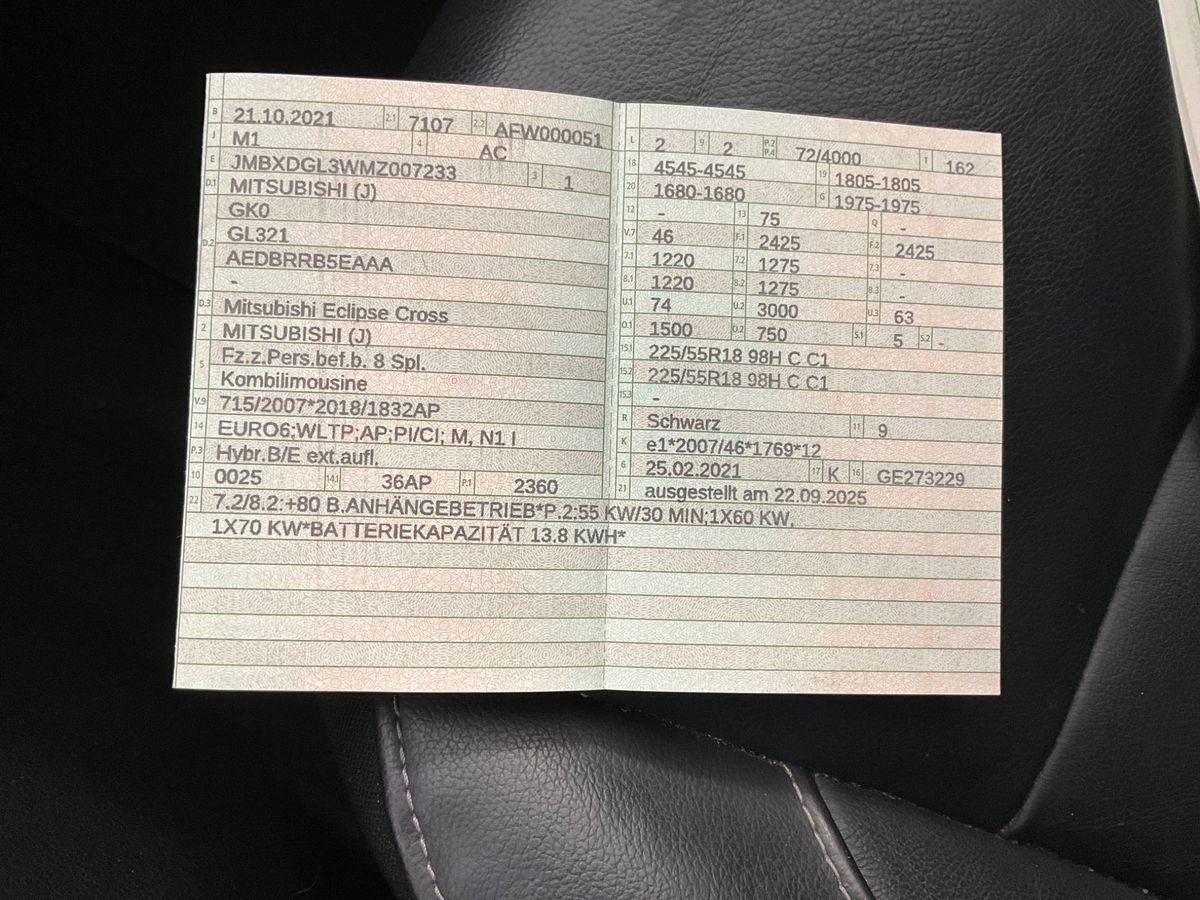 B 21.10.2021 2.1 7107 2.2 AFW000051
J M1 4 AC
E JMBXDGL3WMZ007233 3 1
D.1 MITSUBISHI (J)
GK0
D.2 GL321
AEDBRRB5EAAA
-
D.3 Mitsubishi Eclipse Cross
2 MITSUBISHI (J)
5 Fz.z.Pers.bef.b. 8 Spl.
Kombilimousine
V.9 715/2007*2018/1832AP
14 EURO6;WLTP;AP;PI/CI; M, N1 I
P.3 Hybr.B/E ext.aufl.
10 0025 14.1 36AP P.1 2360
L 2 9 2 P.2 P.4 72/4000 T 162
18 4545-4545 19 1805-1805
20 1680-1680 G 1975-1975
12 - 13 75 Q -
V.7 46 F.1 2425 F.2 2425
7.1 1220 7.2 1275 7.3 -
8.1 1220 8.2 1275 8.3 -
U.1 74 U.2 3000 U.3 63
O.1 1500 O.2 750 S.1 5 S.2 -
15.1 225/55R18 98H C C1
15.2 225/55R18 98H C C1
15.3 -
R Schwarz 11 9
K e1*2007/46*1769*12
6 25.02.2021 17 K 16 GE273229
21 ausgestellt am 22.09.2025
22 7.2/8.2:+80 B.ANHÄNGEBETRIEB*P.2:55 KW/30 MIN;1X60 KW,
1X70 KW*BATTERIEKAPAZITÄT 13.8 KWH*